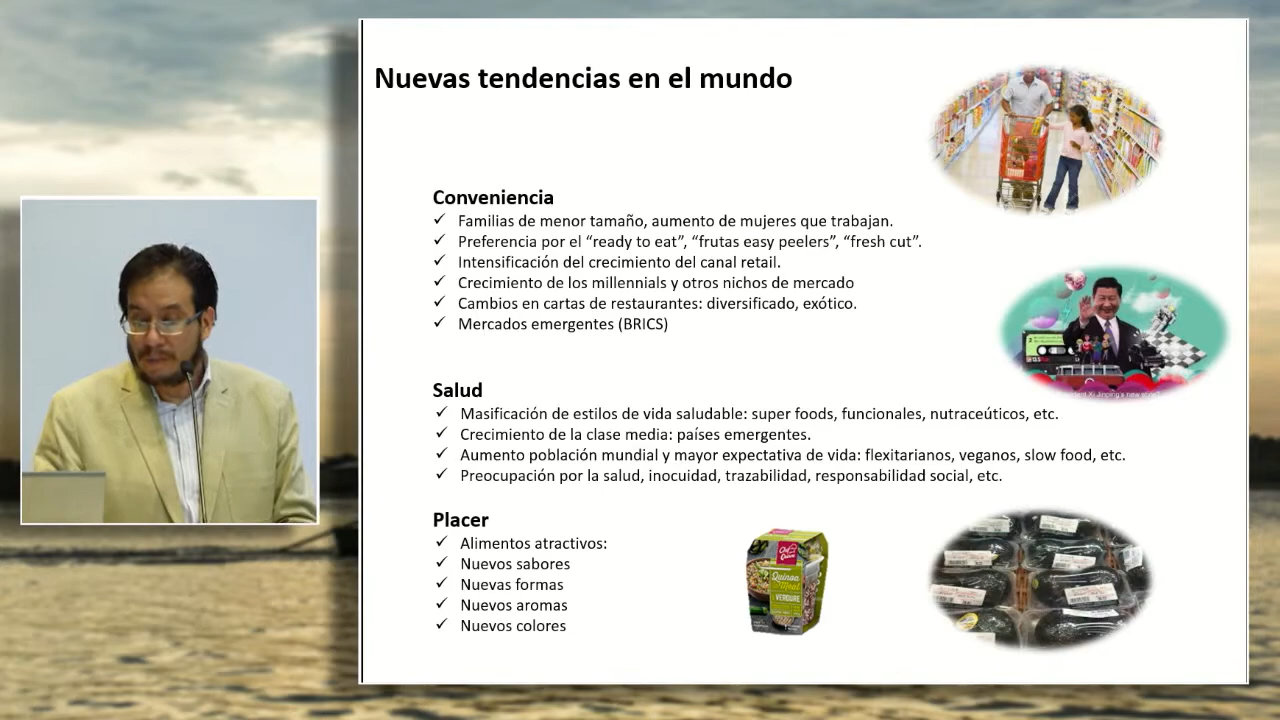 Nuevas tendencias en el mundo
Conveniencia
✓ Familias de menor tamaño, aumento de mujeres que trabajan.
✓ Preferencia por el “ready to eat”, “frutas easy peelers”, “fresh cut”.
✓ Intensificación del crecimiento del canal retail.
✓ Crecimiento de los millennials y otros nichos de mercado
✓ Cambios en cartas de restaurantes: diversificado, exótico.
✓ Mercados emergentes (BRICS)
Xi Jinping's new
Salud
✓ Masificación de estilos de vida saludable: super foods, funcionales, nutraceúticos, etc.
✓ Crecimiento de la clase media: países emergentes.
✓ Aumento población mundial y mayor expectativa de vida: flexitarianos, veganos, slow food, etc.
✓ Preocupación por la salud, inocuidad, trazabilidad, responsabilidad social, etc.
Placer
✓ Alimentos atractivos:
✓ Nuevos sabores
✓ Nuevas formas
✓ Nuevos aromas
✓ Nuevos colores
Quinoa
Meal
VERDURE